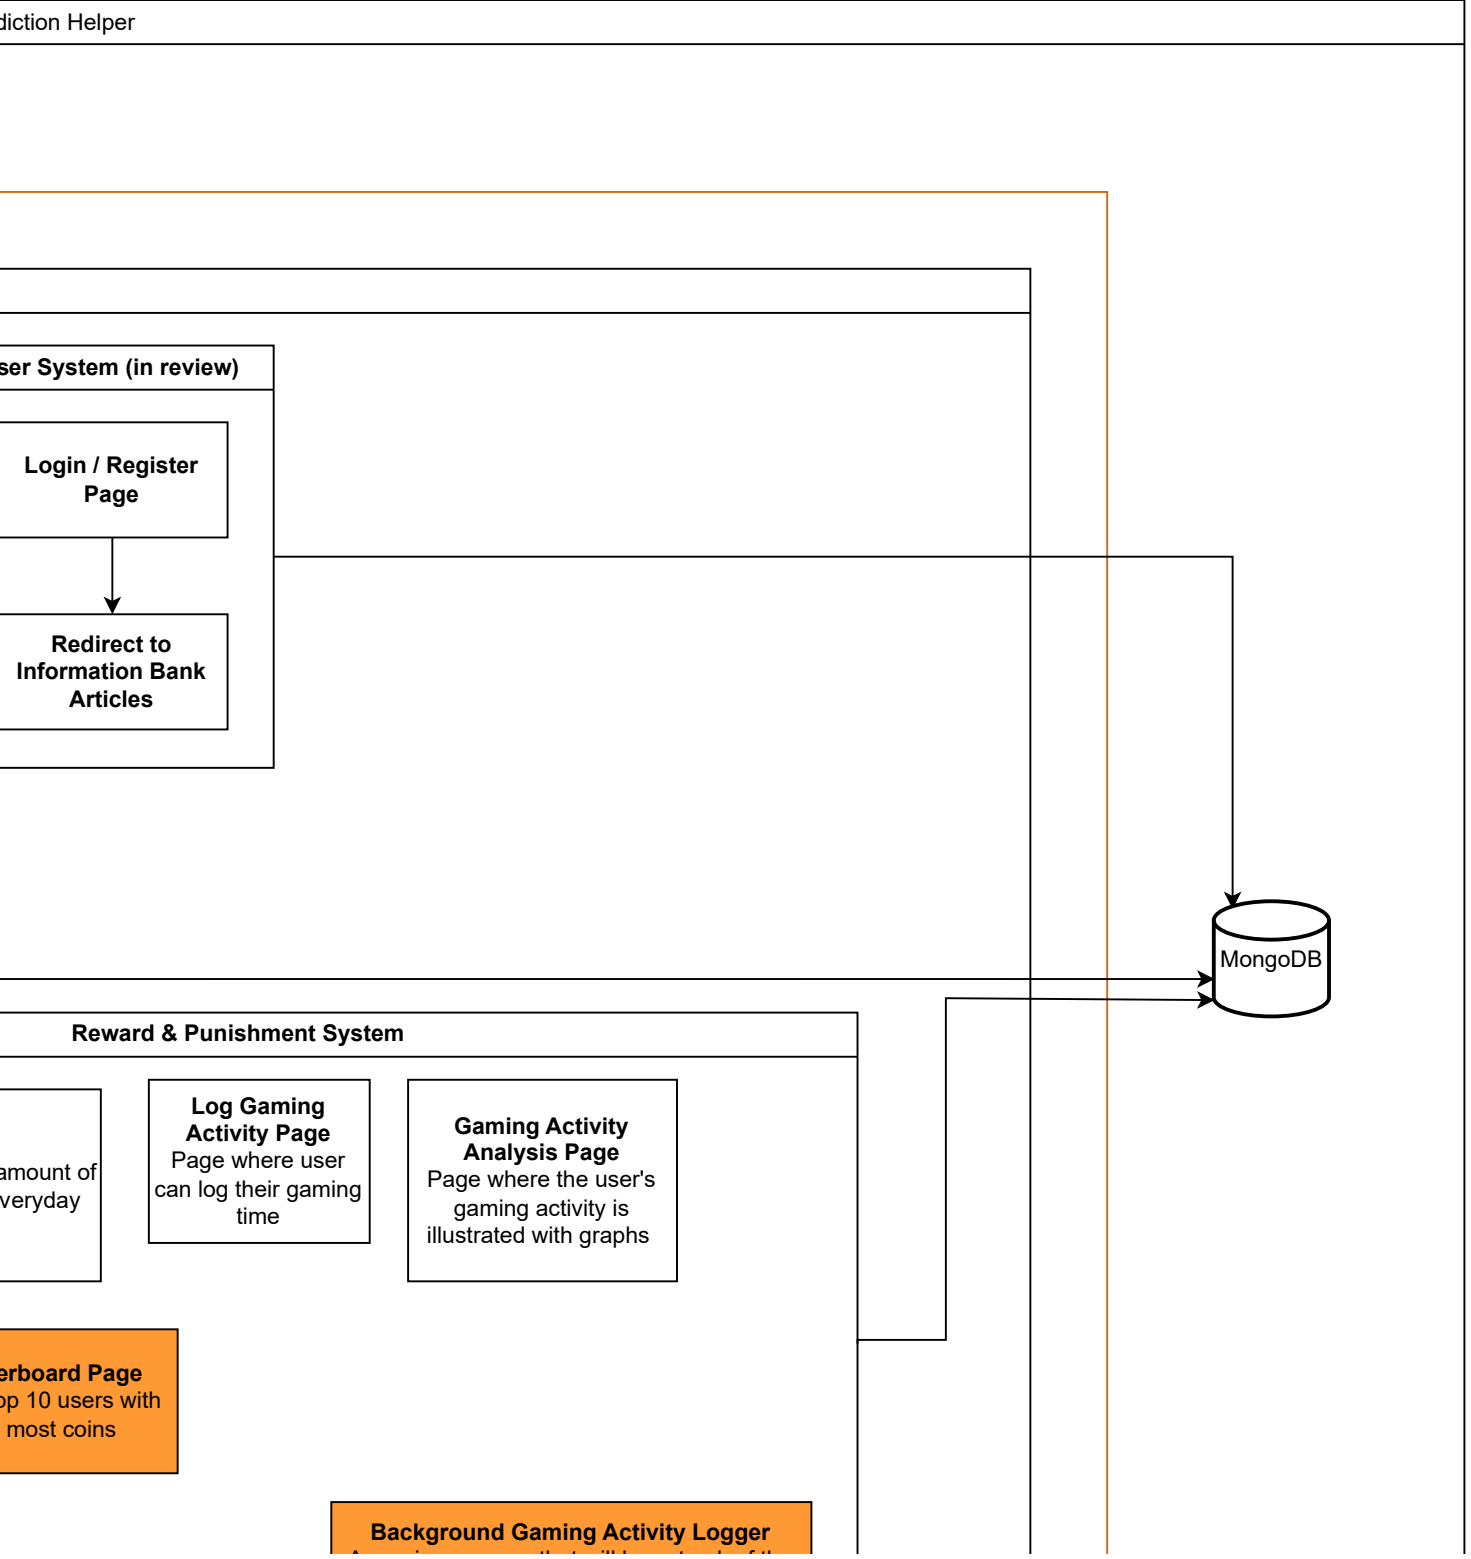 diction Helper
ser System (in review)
Login / Register
Page
Redirect to
Information Bank
Articles
MongoDB
Reward & Punishment System
amount of
veryday
Log Gaming
Activity Page
Page where user
can log their gaming
time
Gaming Activity
Analysis Page
Page where the user's
gaming activity is
illustrated with graphs
erboard Page
op 10 users with
most coins
Background Gaming Activity Logger